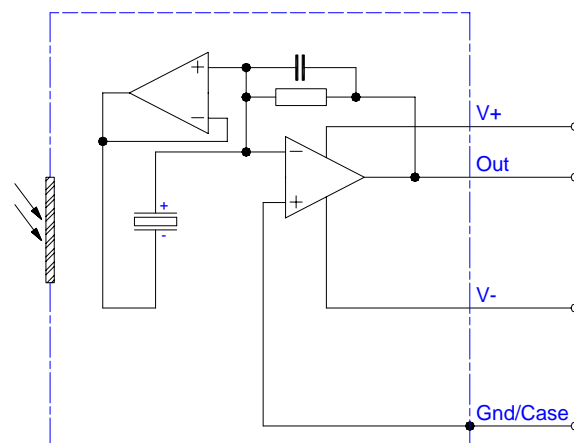 +
−
V+
−
+
Out
+
-
V-
Gnd/Case